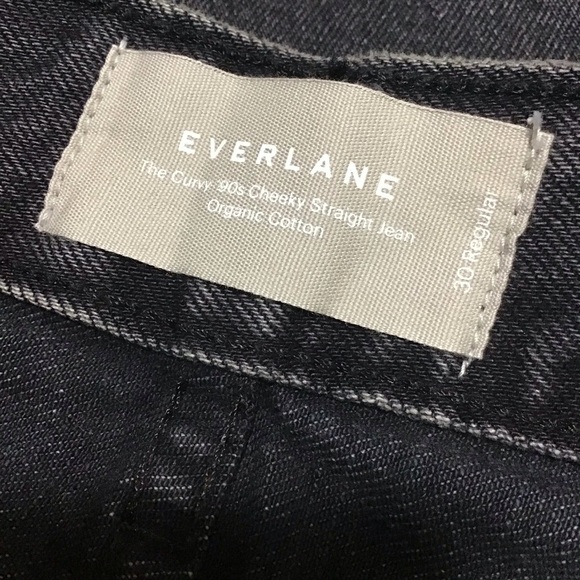 EVERLANE
The Curvy '90s Cheeky Straight Jean
Organic Cotton
30 Regular